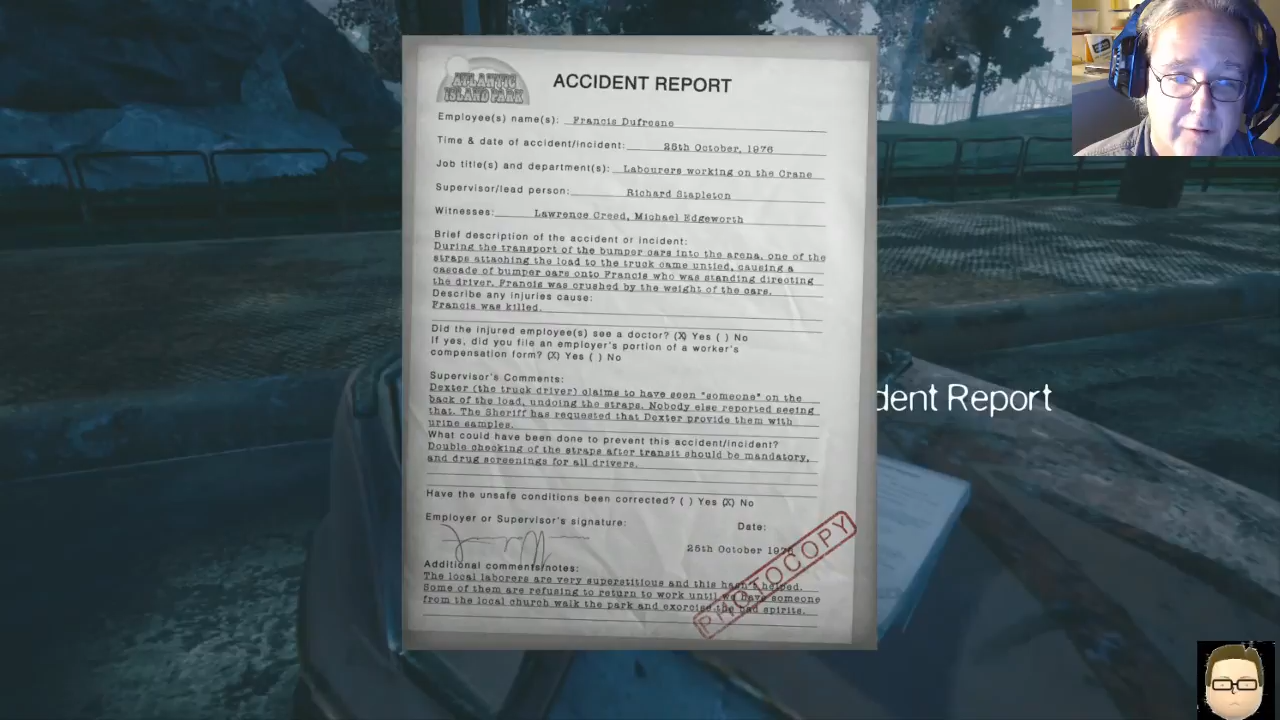 ATLANTIC
ISLAND PARK
ACCIDENT REPORT
Employee(s) name(s): Francis Dufresne
Time & date of accident/incident: 25th October, 1976
Job title(s) and department(s): Labourers working on the Crane
Supervisor/lead person: Richard Stapleton
Witnesses: Lawrence Creed, Michael Edgeworth
Brief description of the accident or incident:
During the transport of the bumper cars into the arena, one of the
straps attaching the load to the truck came untied, causing a
cascade of bumper cars onto Francis who was standing directing
the driver. Francis was crushed by the weight of the cars.
Describe any injuries cause:
Francis was killed.
Did the injured employee(s) see a doctor? (X) Yes ( ) No
If yes, did you file an employer's portion of a worker's
compensation form? (X) Yes ( ) No
Supervisor's Comments:
Dexter (the truck driver) claims to have seen "someone" on the
back of the load, undoing the straps. Nobody else reported seeing
that. The Sheriff has requested that Dexter provide them with
urine samples.
What could have been done to prevent this accident/incident?
Double checking of the straps after transit should be mandatory,
and drug screenings for all drivers.
Have the unsafe conditions been corrected? ( ) Yes (X) No
Employer or Supervisor's signature:
Date:
25th October 1976
Additional comments/notes:
The local laborers are very superstitious and this hasn't helped.
Some of them are refusing to return to work until we have someone
from the local church walk the park and exorcise the bad spirits.
PHOTOCOPY
dent Report